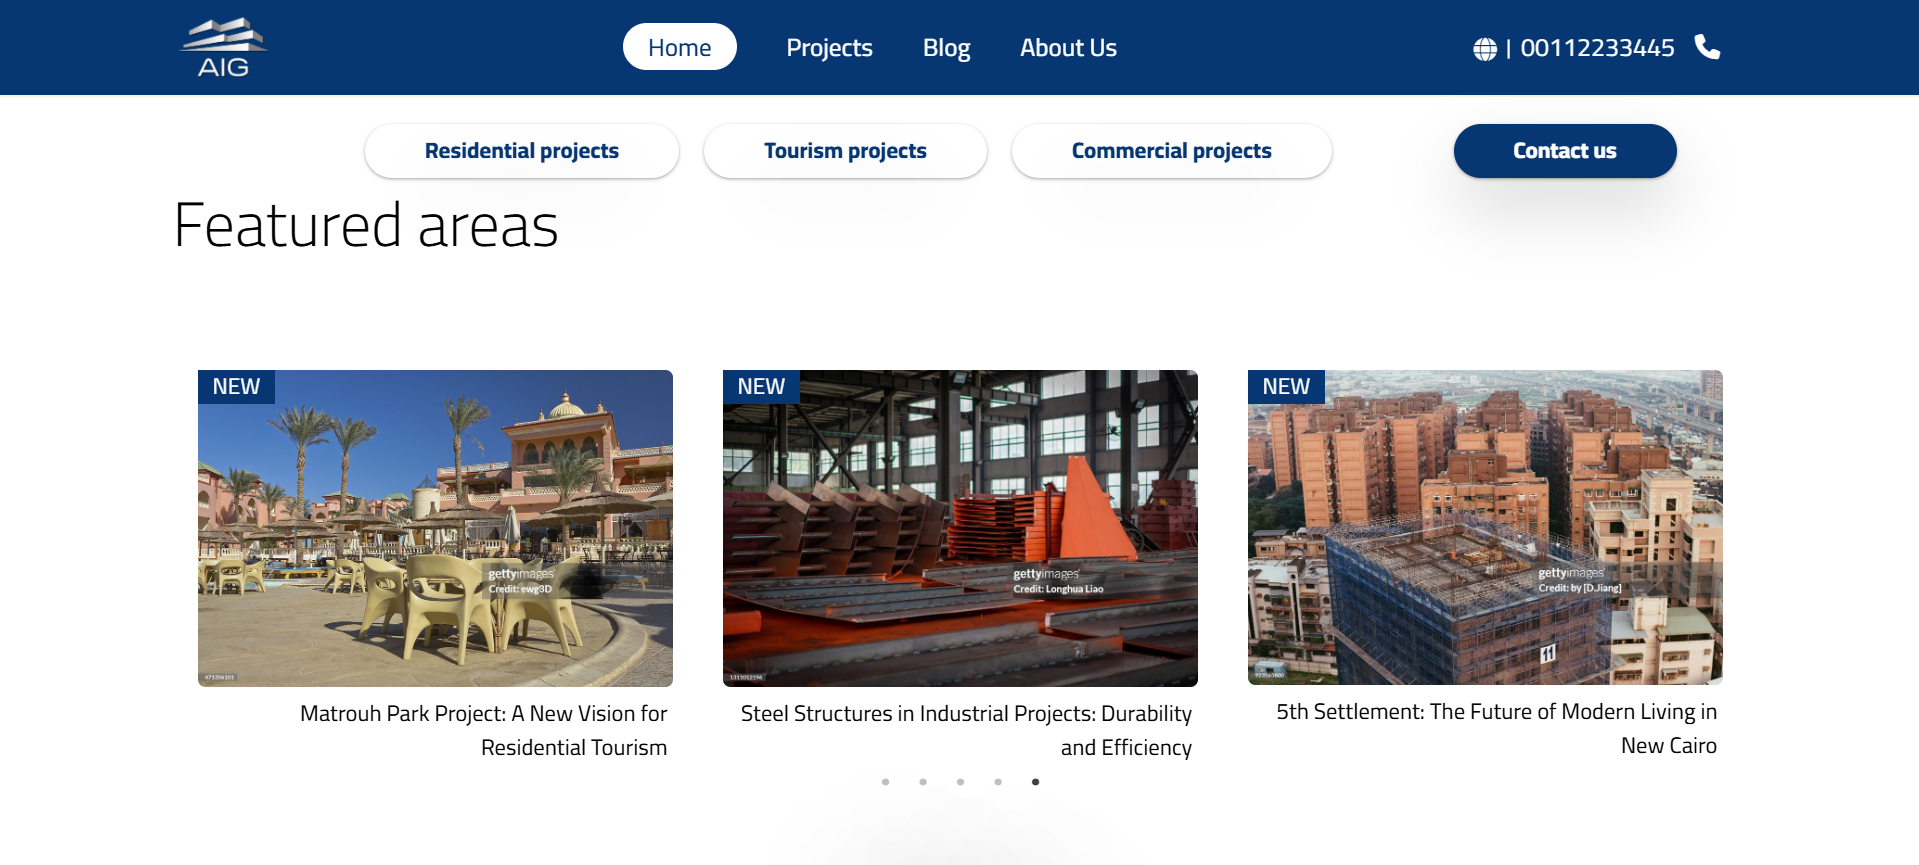 AIG
Home
Projects
Blog
About Us
| 00112233445
Residential projects
Tourism projects
Commercial projects
Contact us
Featured areas
NEW
gettyimages
Credit: ewg3D
471356101
Matrouh Park Project: A New Vision for
Residential Tourism
NEW
gettyimages
Credit: Longhua Liao
1313012196
Steel Structures in Industrial Projects: Durability
and Efficiency
NEW
gettyimages
Credit: by [D.Jiang]
11
5th Settlement: The Future of Modern Living in
New Cairo